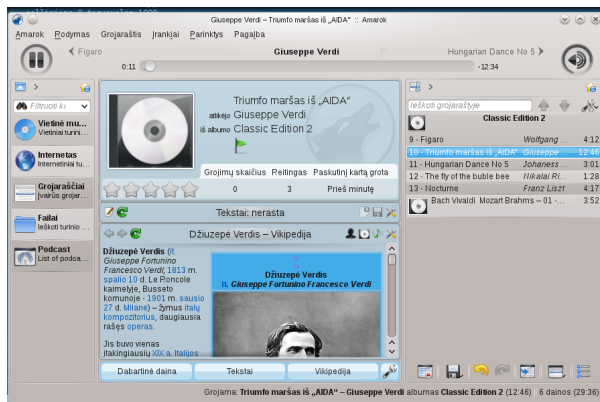 Giuseppe Verdi – Triumfo maršas iš „AIDA“ :: Amarok
Amarok Rodymas Grojaraštis Įrankiai Parinktys Pagalba
Figaro
Giuseppe Verdi
Hungarian Dance No 5
0:11
-12:34
Filtruoti k
Vietinė mu...
Vietiniai turini...
Internetas
Internetiniai tu...
Grojaraščiai
Įvairūs grojar...
Failai
Ieškoti turinio ...
Podcast
List of podca...
Triumfo maršas iš „AIDA“
atlikėjo Giuseppe Verdi
iš albumo Classic Edition 2
Grojimų skaičius Reitingas Paskutinį kartą grota
0 3 Prieš minutę
Tekstai: nerasta
Džiuzepė Verdis – Vikipedija
Džiuzepė Verdis (it.
Giuseppe Fortunino
Francesco Verdi; 1813 m.
spalio 10 d. Le Roncole
kaimelyje, Busseto
komunoje - 1901 m. sausio
27 d. Milane) – žymus italų
kompozitorius, daugiausia
rašęs operas.
Jis buvo vienas
įtakingiausių XIX a. Italijos
Džiuzepė Verdis
it. Giuseppe Fortunino Francesco Verdi
Dabartinė daina
Tekstai
Vikipedija
Ieškoti grojaraštyje
Classic Edition 2
9 - Figaro Wolfgang ... 4:12
10 - Triumfo maršas iš „AIDA“ Giuseppe ... 12:46
11 - Hungarian Dance No 5 Johaness ... 3:01
12 - The fly of the buble bee Nikalai Ri... 1:28
13 - Nocturne Franz Liszt 4:17
Bach Vivaldi Mozart Brahms – 01 -... 3:52
Grojama: Triumfo maršas iš „AIDA“ – Giuseppe Verdi albumas Classic Edition 2 (12:46) 6 dainos (29:36)